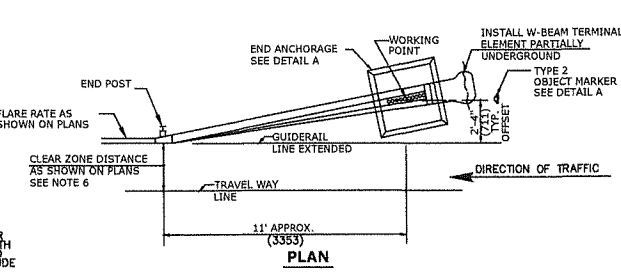 WORKING
POINT
INSTALL W-BEAM TERMINAL
ELEMENT PARTIALLY
UNDERGROUND
END ANCHORAGE
SEE DETAIL A
TYPE 2
OBJECT MARKER
SEE DETAIL A
END POST
FLARE RATE AS
SHOWN ON PLANS
2'-4"
(711)
TYP.
OFFSET
GUIDERAIL
LINE EXTENDED
CLEAR ZONE DISTANCE
AS SHOWN ON PLANS
SEE NOTE 6
DIRECTION OF TRAFFIC
TRAVEL WAY
LINE
11' APPROX.
(3353)
PLAN